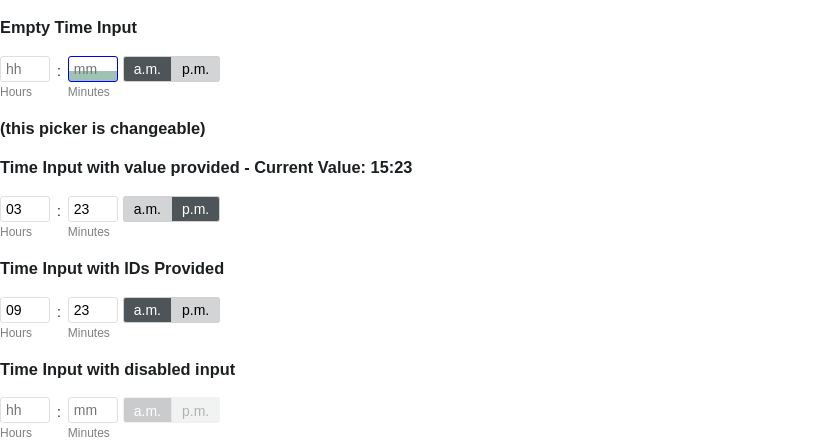 Empty Time Input
hh : mm a.m. p.m.
Hours Minutes
(this picker is changeable)
Time Input with value provided - Current Value: 15:23
03 : 23 a.m. p.m.
Hours Minutes
Time Input with IDs Provided
09 : 23 a.m. p.m.
Hours Minutes
Time Input with disabled input
hh : mm a.m. p.m.
Hours Minutes